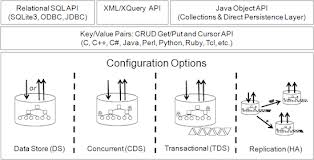 Relational SQL API
(SQLite3, ODBC, JDBC)
XML/XQuery API
Java Object API
(Collections & Direct Persistence Layer)
Key/Value Pairs: CRUD Get/Put and Cursor API
(C, C++, C#, Java, Perl, Python, Ruby, Tcl, etc.)
Configuration Options
or
Data Store (DS)
Concurrent (CDS)
Transactional (TDS)
Replication (HA)